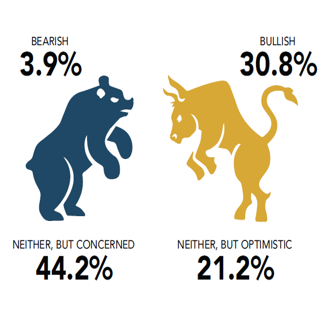 BEARISH
3.9%
BULLISH
30.8%
NEITHER, BUT CONCERNED
44.2%
NEITHER, BUT OPTIMISTIC
21.2%